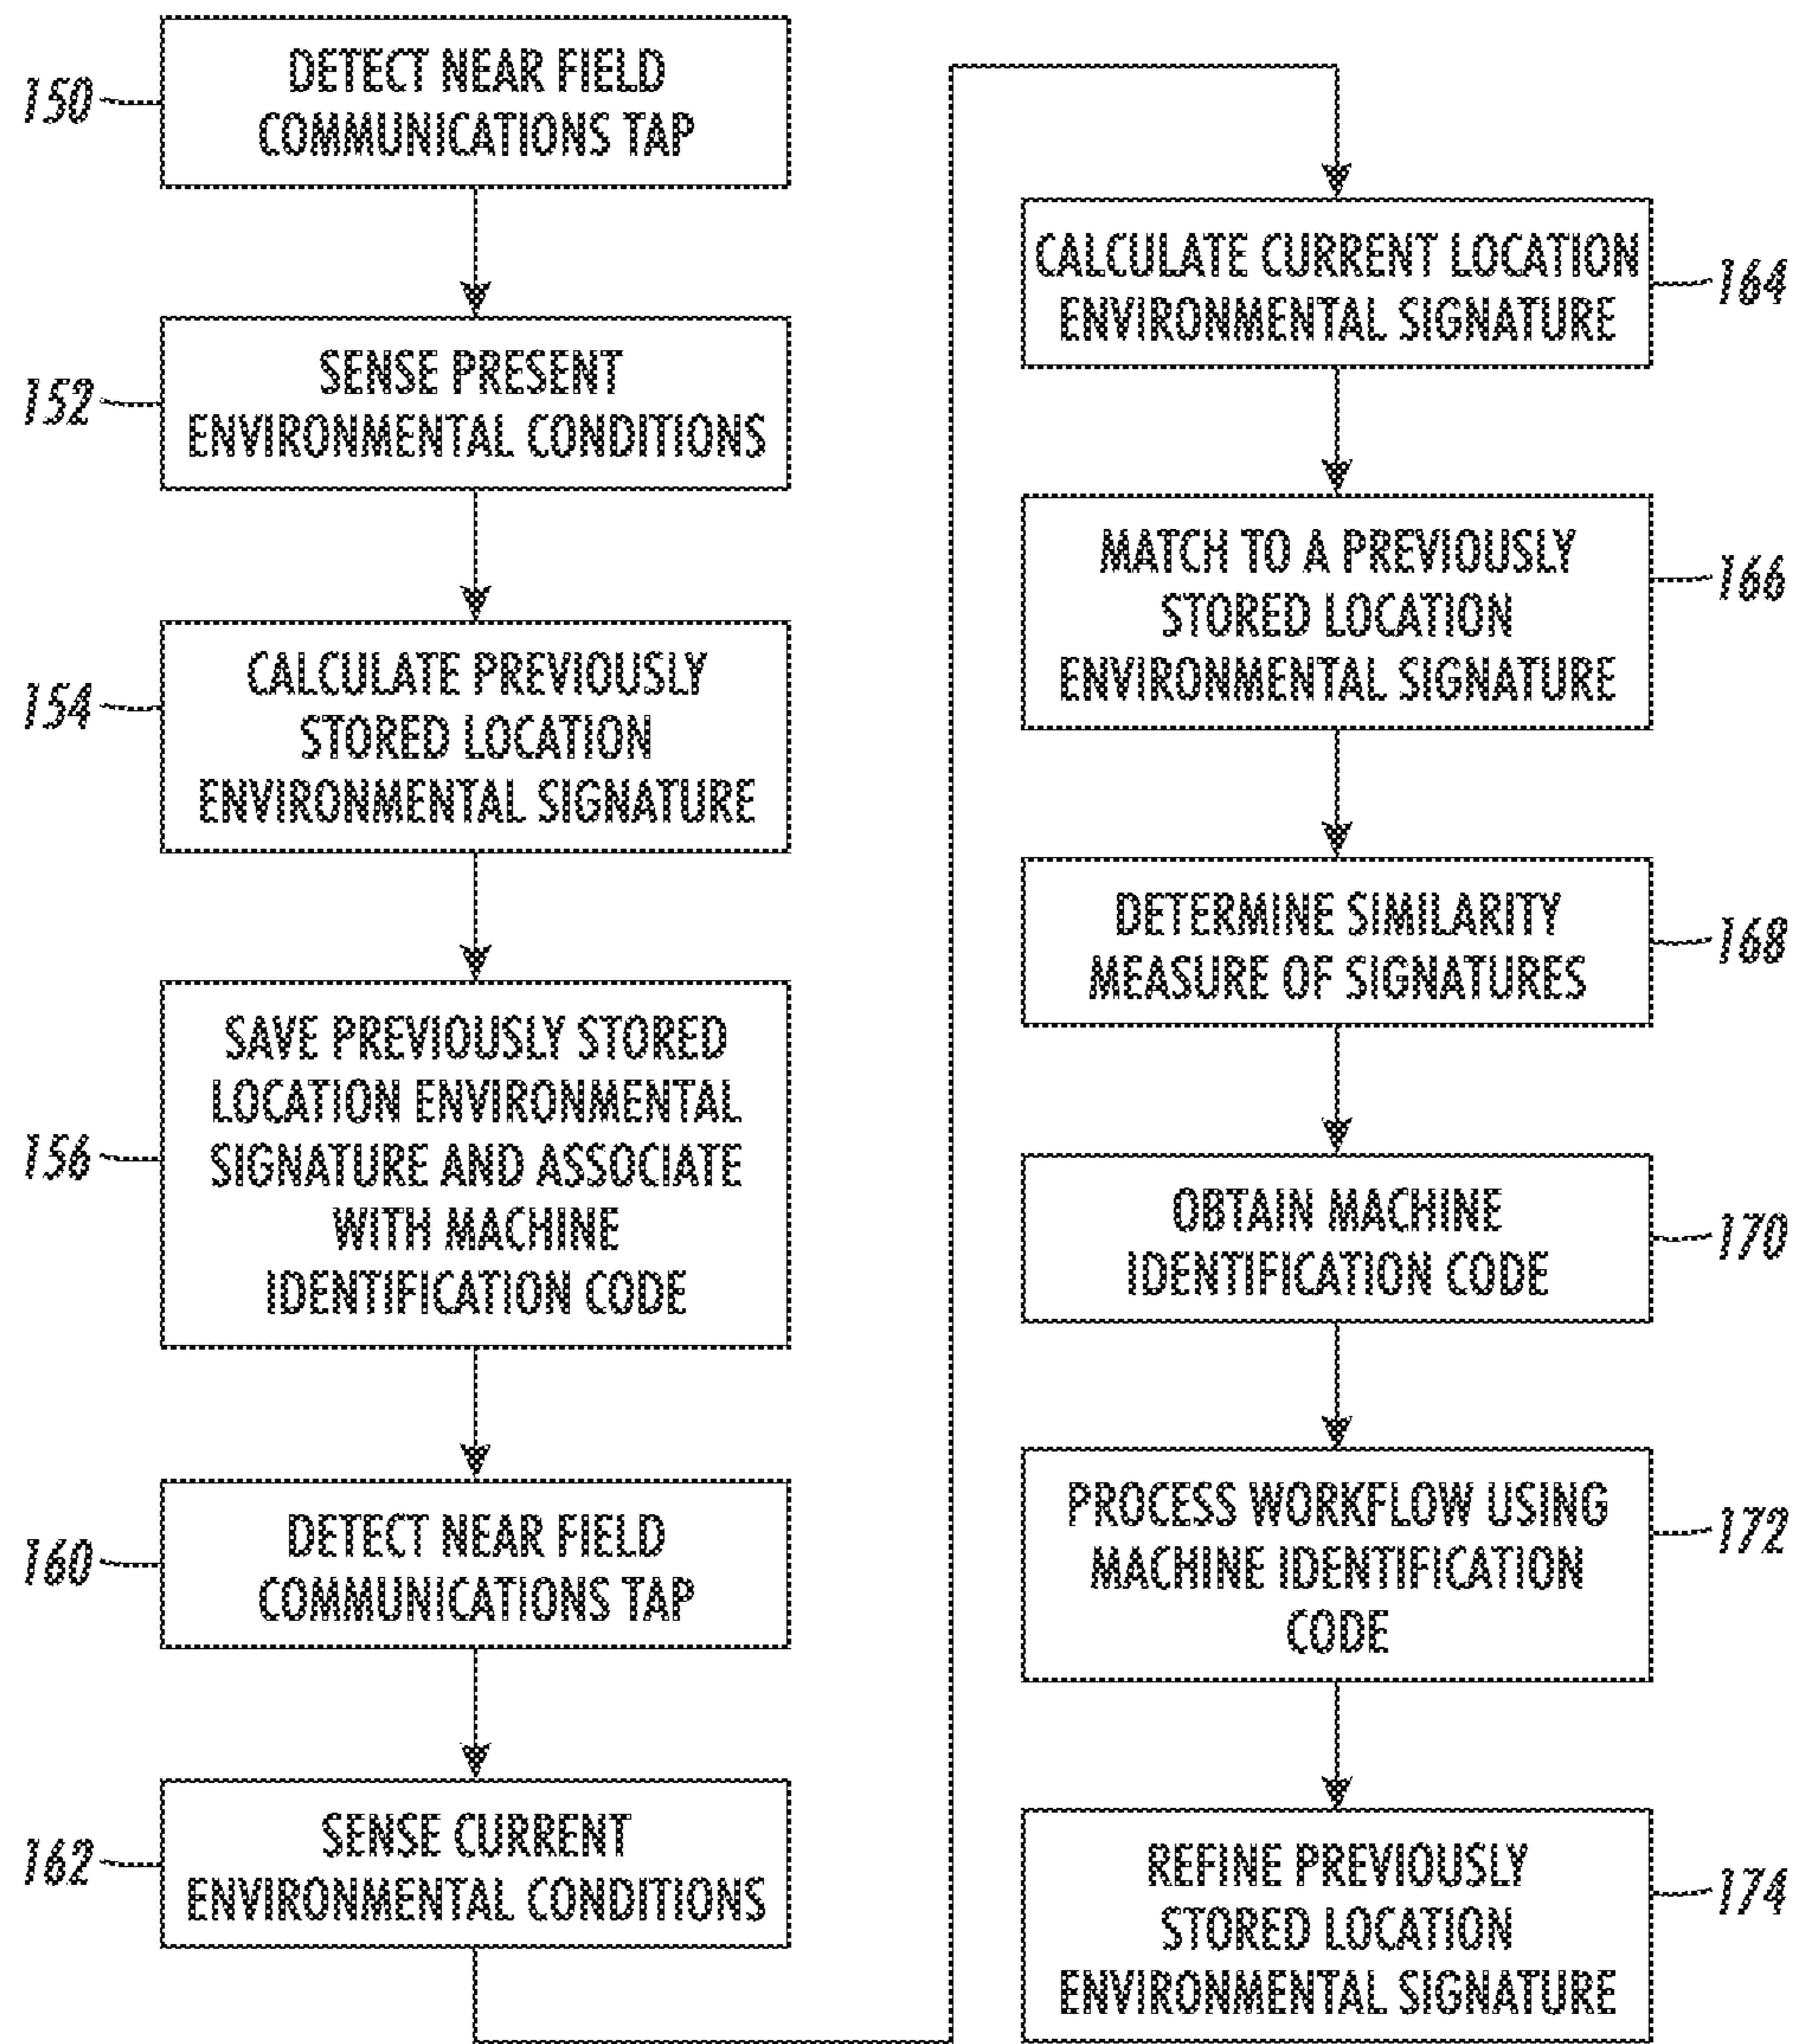 150
DETECT NEAR FIELD
COMMUNICATIONS TAP
152
SENSE PRESENT
ENVIRONMENTAL CONDITIONS
154
CALCULATE PREVIOUSLY
STORED LOCATION
ENVIRONMENTAL SIGNATURE
156
SAVE PREVIOUSLY STORED
LOCATION ENVIRONMENTAL
SIGNATURE AND ASSOCIATE
WITH MACHINE
IDENTIFICATION CODE
160
DETECT NEAR FIELD
COMMUNICATIONS TAP
162
SENSE CURRENT
ENVIRONMENTAL CONDITIONS
CALCULATE CURRENT LOCATION
ENVIRONMENTAL SIGNATURE
164
MATCH TO A PREVIOUSLY
STORED LOCATION
ENVIRONMENTAL SIGNATURE
166
DETERMINE SIMILARITY
MEASURE OF SIGNATURES
168
OBTAIN MACHINE
IDENTIFICATION CODE
170
PROCESS WORKFLOW USING
MACHINE IDENTIFICATION
CODE
172
REFINE PREVIOUSLY
STORED LOCATION
ENVIRONMENTAL SIGNATURE
174